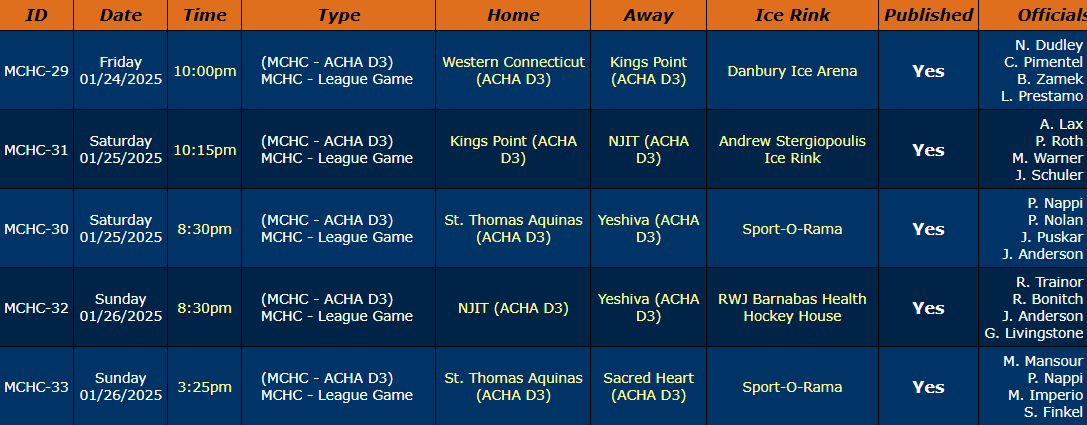 ID Date Time Type Home Away Ice Rink Published Officials
MCHC-29
Friday
01/24/2025
10:00pm
(MCHC - ACHA D3)
MCHC - League Game
Western Connecticut
(ACHA D3)
Kings Point
(ACHA D3)
Danbury Ice Arena
Yes
N. Dudley
C. Pimentel
B. Zamek
L. Prestamo
MCHC-31
Saturday
01/25/2025
10:15pm
(MCHC - ACHA D3)
MCHC - League Game
Kings Point (ACHA
D3)
NJIT (ACHA
D3)
Andrew Stergiopoulis
Ice Rink
Yes
A. Lax
P. Roth
M. Warner
J. Schuler
MCHC-30
Saturday
01/25/2025
8:30pm
(MCHC - ACHA D3)
MCHC - League Game
St. Thomas Aquinas
(ACHA D3)
Yeshiva (ACHA
D3)
Sport-O-Rama
Yes
P. Nappi
P. Nolan
J. Puskar
J. Anderson
MCHC-32
Sunday
01/26/2025
8:30pm
(MCHC - ACHA D3)
MCHC - League Game
NJIT (ACHA D3)
Yeshiva (ACHA
D3)
RWJ Barnabas Health
Hockey House
Yes
R. Trainor
R. Bonitch
J. Anderson
G. Livingstone
MCHC-33
Sunday
01/26/2025
3:25pm
(MCHC - ACHA D3)
MCHC - League Game
St. Thomas Aquinas
(ACHA D3)
Sacred Heart
(ACHA D3)
Sport-O-Rama
Yes
M. Mansour
P. Nappi
M. Imperio
S. Finkel